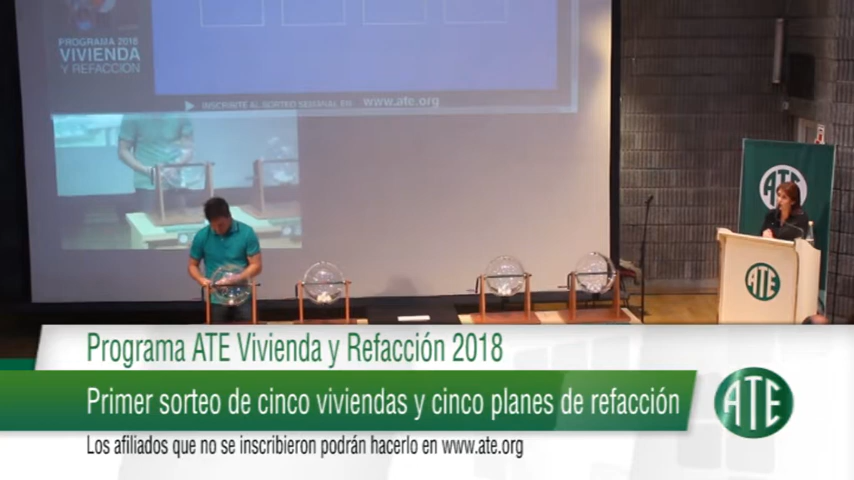 PROGRAMA 2018
VIVIENDA
Y REFACCIÓN
INSCRIBITE AL SORTEO SEMANAL EN www.ate.org
ATE
ATE
Programa ATE Vivienda y Refacción 2018
Primer sorteo de cinco viviendas y cinco planes de refacción
ATE
Los afiliados que no se inscribieron podrán hacerlo en www.ate.org